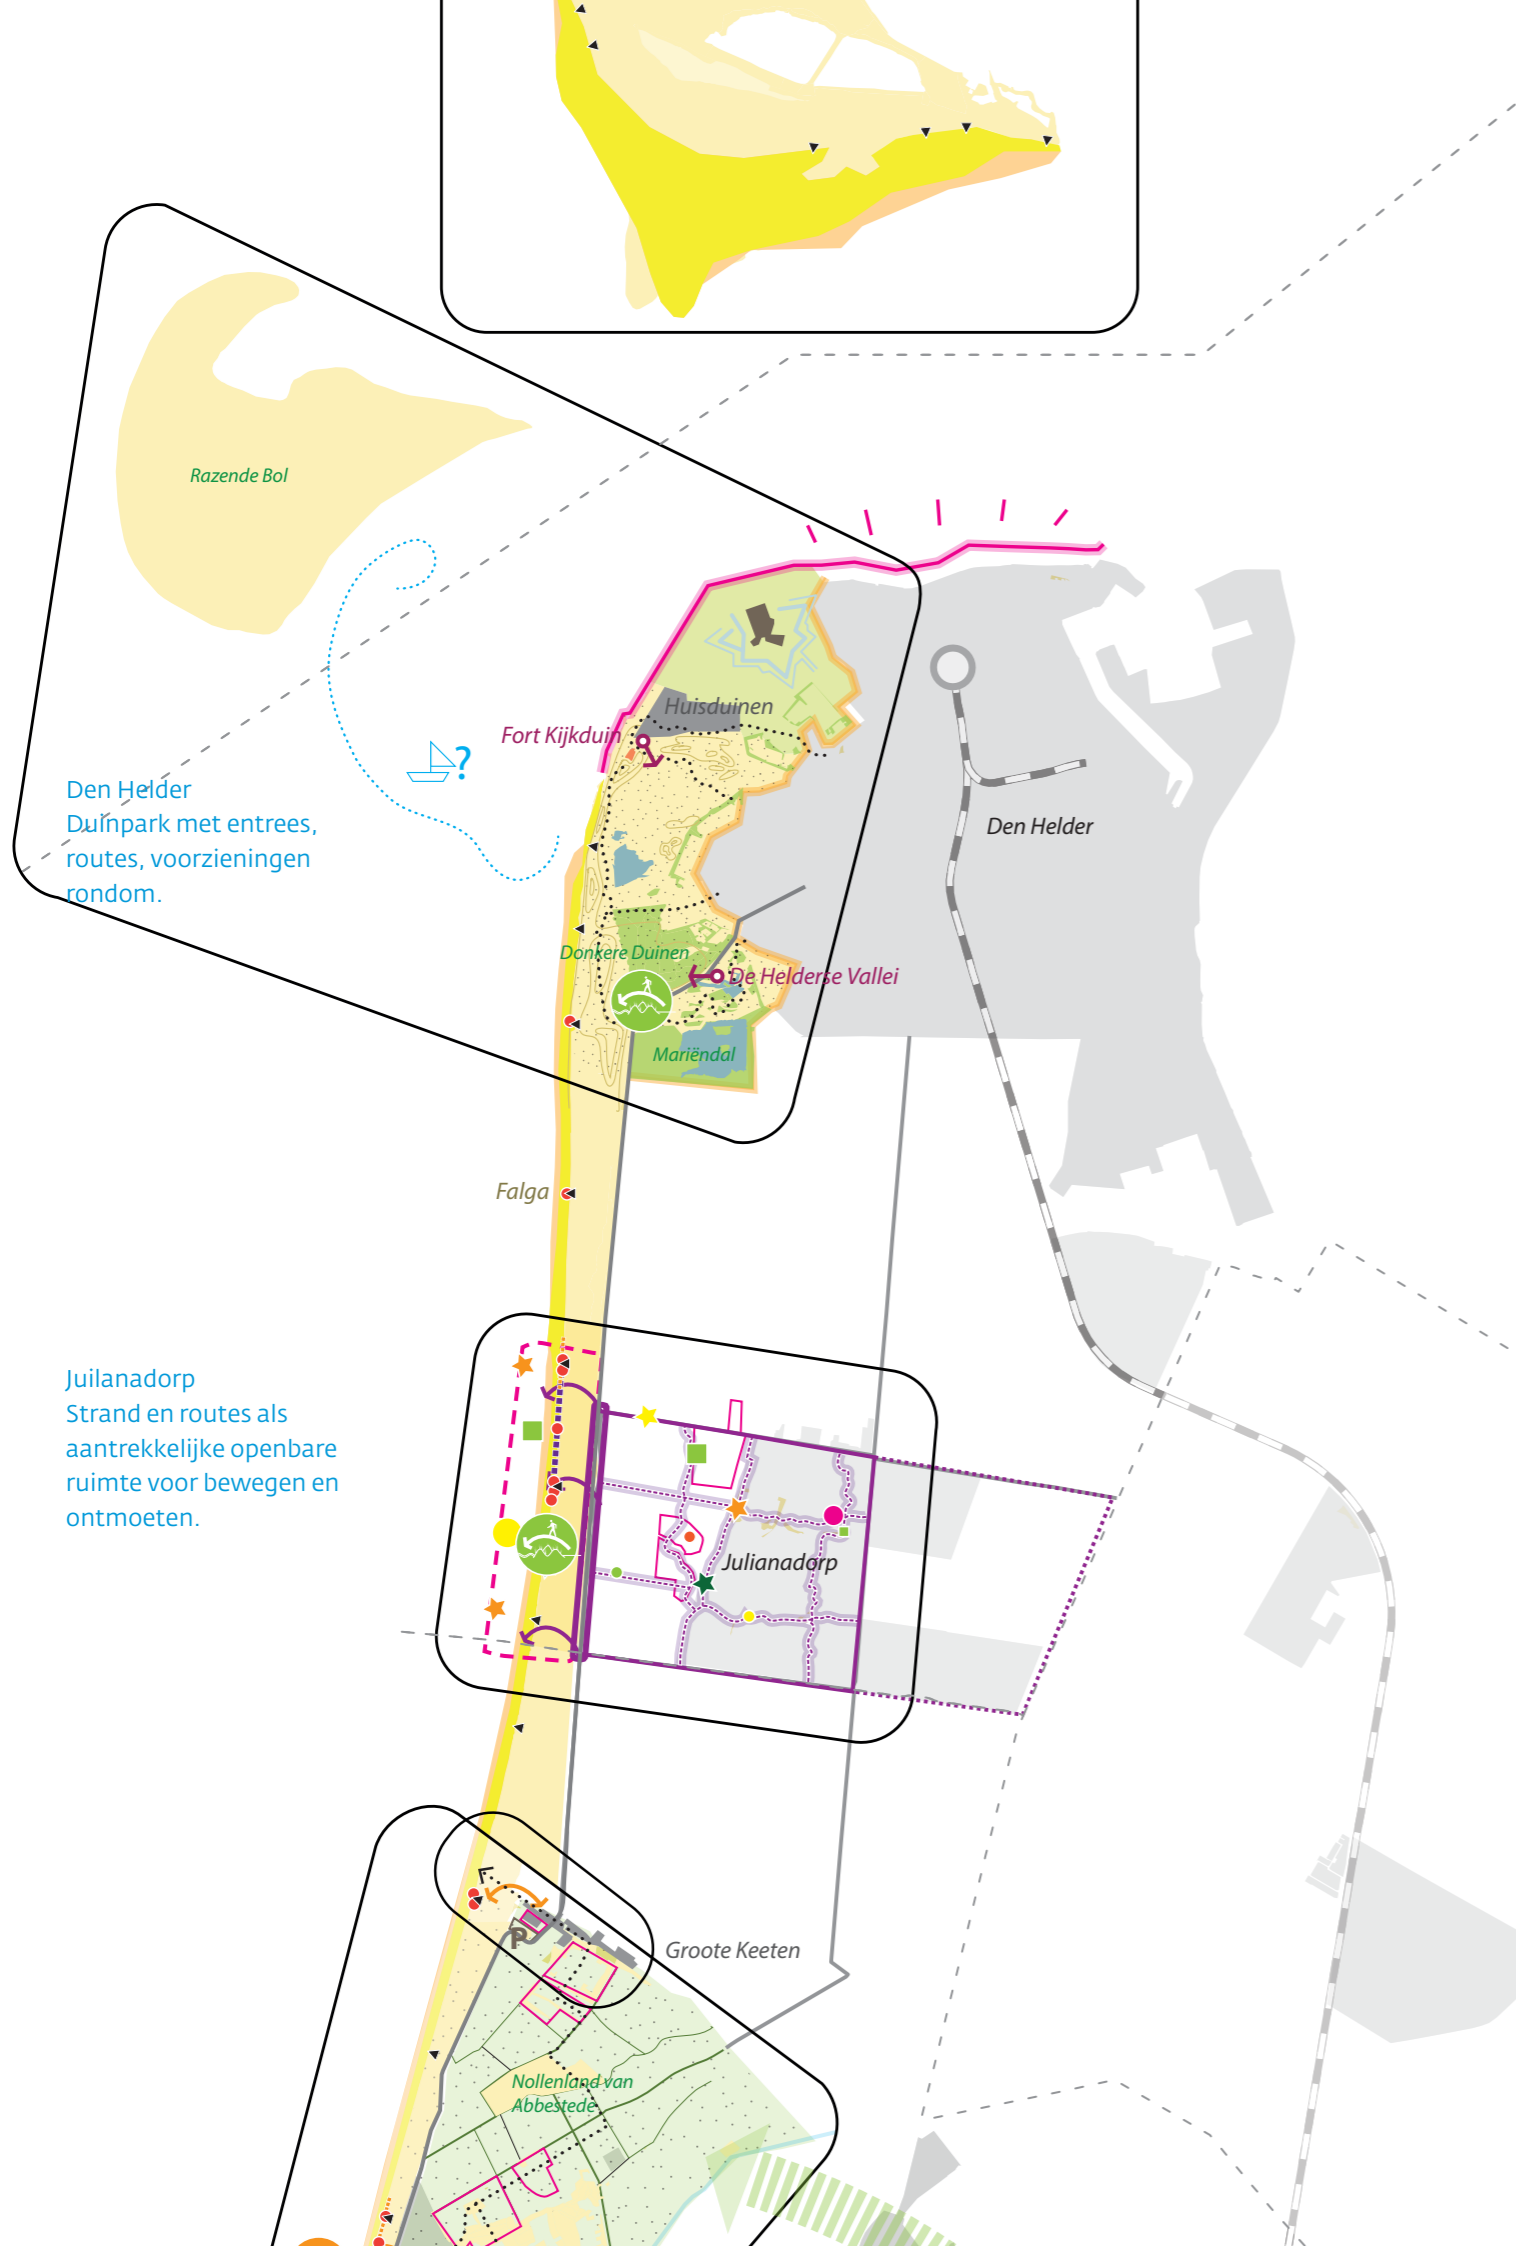 Razende Bol
Huisduinen
Fort Kijkduin
?
Den Helder
Duinpark met entrees,
routes, voorzieningen
rondom.
Den Helder
Donkere Duinen
De Helderse Vallei
Mariëndal
Falga
Juilanadorp
Strand en routes als
aantrekkelijke openbare
ruimte voor bewegen en
ontmoeten.
Julianadorp
P
Groote Keeten
Nollenland van
Abbestede